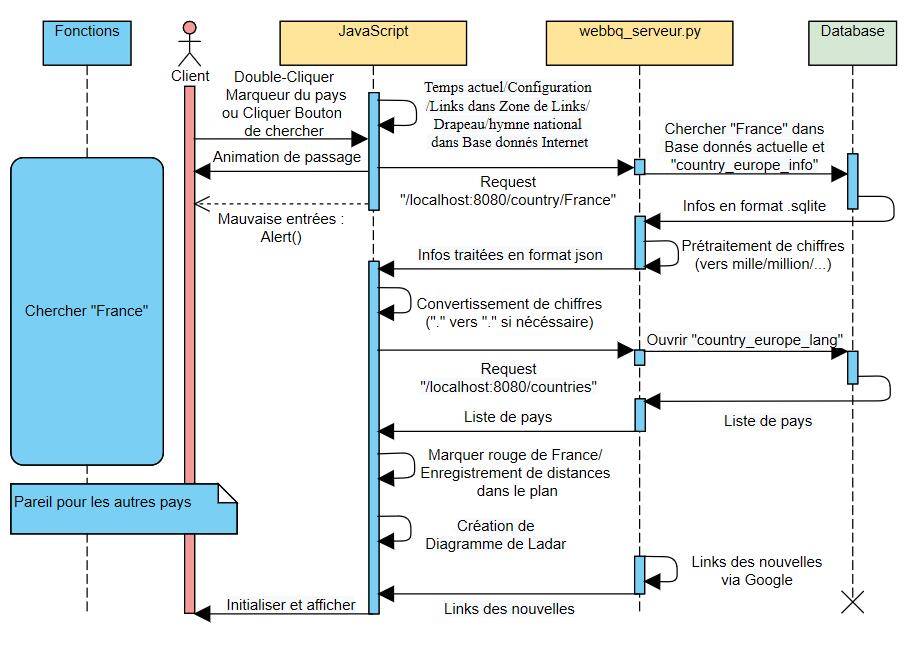 Fonctions
JavaScript
webbq_serveur.py
Database
Client
Double-Cliquer
Marqueur du pays
ou Cliquer Bouton
de chercher
Temps actuel/Configuration
/Links dans Zone de Links/
Drapeau/hymne national
dans Base donnés Internet
Chercher "France" dans
Base donnés actuelle et
"country_europe_info"
Animation de passage
Request
"/localhost:8080/country/France"
Infos en format .sqlite
Mauvaise entrées :
Alert()
Prétraitement de chiffres
(vers mille/million/...)
Infos traitées en format json
Chercher "France"
Convertissement de chiffres
("." vers "." si nécéssaire)
Ouvrir "country_europe_lang"
Request
"/localhost:8080/countries"
Liste de pays
Liste de pays
Marquer rouge de France/
Enregistrement de distances
dans le plan
Pareil pour les autres pays
Création de
Diagramme de Ladar
Links des nouvelles
via Google
Initialiser et afficher
Links des nouvelles